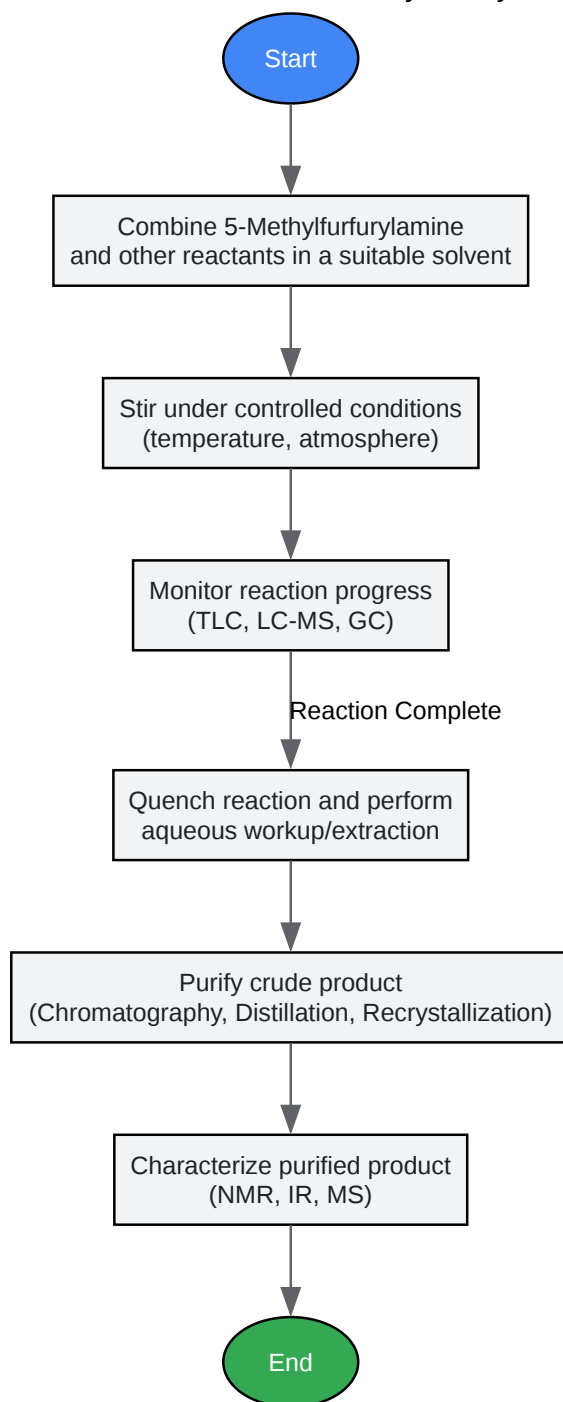 Start
Combine 5-Methylfurfurylamine
and other reactants in a suitable solvent
Stir under controlled conditions
(temperature, atmosphere)
Monitor reaction progress
(TLC, LC-MS, GC)
Reaction Complete
Quench reaction and perform
aqueous workup/extraction
Purify crude product
(Chromatography, Distillation, Recrystallization)
Characterize purified product
(NMR, IR, MS)
End